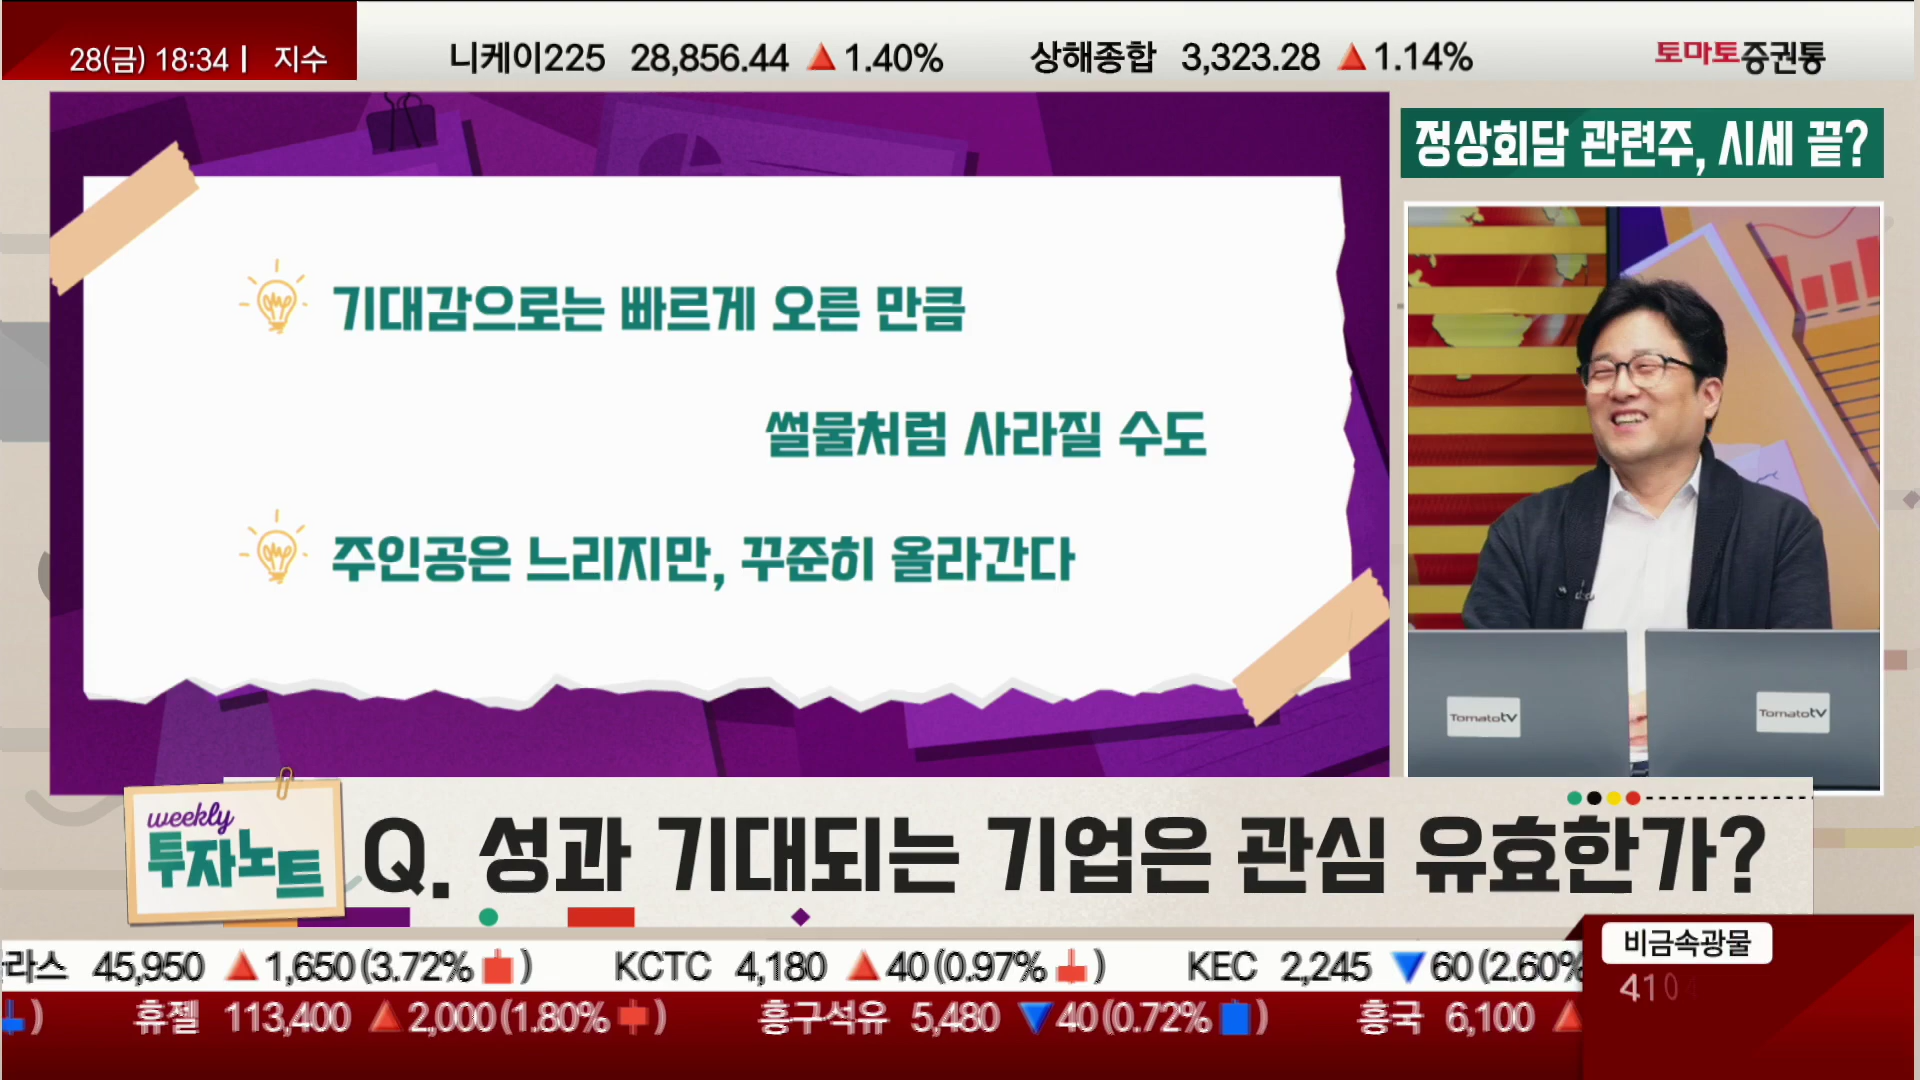 28(금) 18:34 | 지수
니케이225 28,856.44 ▲1.40% 상해종합 3,323.28 ▲1.14%
토마토증권통
정상회담 관련주, 시세 끝?
기대감으로는 빠르게 오른 만큼
썰물처럼 사라질 수도
주인공은 느리지만, 꾸준히 올라간다
TomatoTV
TomatoTV
weekly
투자노트
Q. 성과 기대되는 기업은 관심 유효한가?
라스 45,950 ▲1,650(3.72% ) KCTC 4,180 ▲40(0.97% ) KEC 2,245 ▼60(2.60%
) 휴젤 113,400 ▲2,000(1.80% ) 흥구석유 5,480 ▼40(0.72% ) 흥국 6,100 ▲
비금속광물
410